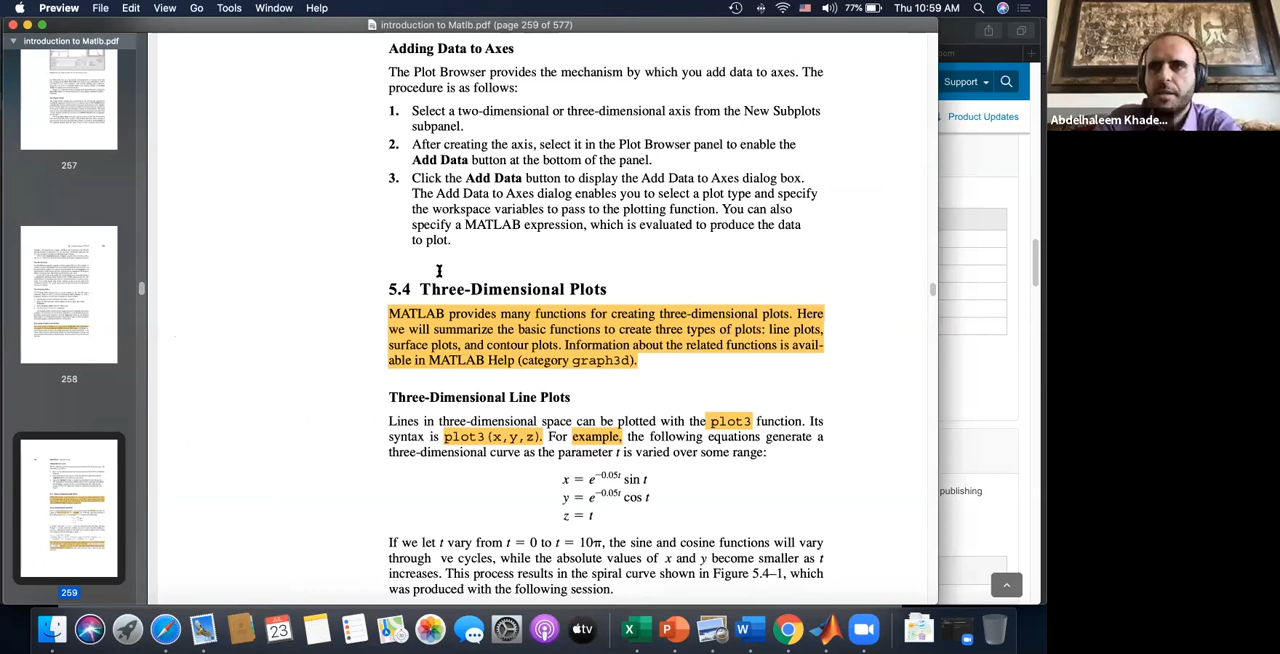 Preview File Edit View Go Tools Window Help
77% Thu 10:59 AM
introduction to Matlb.pdf (page 259 of 577)
introduction to Matlb.pdf
257
258
259
Adding Data to Axes
The Plot Browser provides the mechanism by which you add data to axes. The
procedure is as follows:
1. Select a two-dimensional or three-dimensional axis from the New Subplots
subpanel.
2. After creating the axis, select it in the Plot Browser panel to enable the
Add Data button at the bottom of the panel.
3. Click the Add Data button to display the Add Data to Axes dialog box.
The Add Data to Axes dialog enables you to select a plot type and specify
the workspace variables to pass to the plotting function. You can also
specify a MATLAB expression, which is evaluated to produce the data
to plot.
5.4 Three-Dimensional Plots
MATLAB provides many functions for creating three-dimensional plots. Here
we will summarize the basic functions to create three types of plots: line plots,
surface plots, and contour plots. Information about the related functions is avail-
able in MATLAB Help (category graph3d).
Three-Dimensional Line Plots
Lines in three-dimensional space can be plotted with the plot3 function. Its
syntax is plot3(x,y,z). For example, the following equations generate a
three-dimensional curve as the parameter t is varied over some range:
x = e^−0.05t sin t
y = e^−0.05t cos t
z = t
If we let t vary from t = 0 to t = 10π, the sine and cosine functions will vary
through ve cycles, while the absolute values of x and y become smaller as t
increases. This process results in the spiral curve shown in Figure 5.4–1, which
was produced with the following session.
oom
Support
Product Updates
publishing
Abdelhaleem Khade...
JUL
23
tv
X
P
W